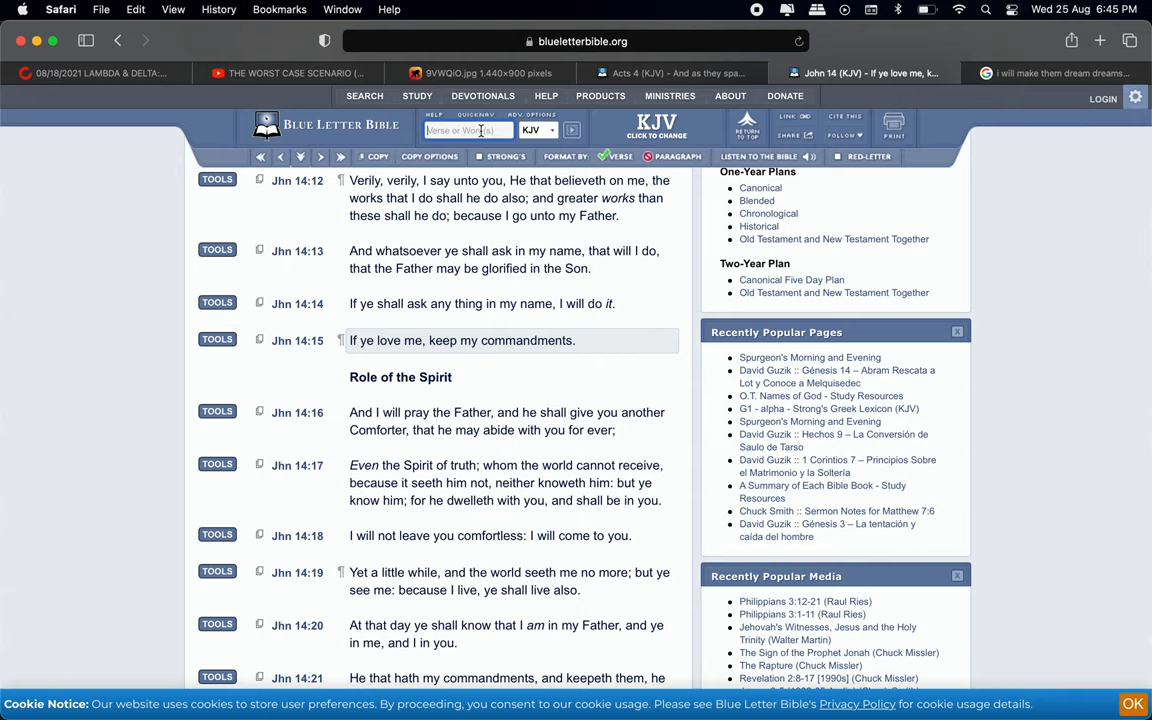 Safari File Edit View History Bookmarks Window Help Wed 25 Aug 6:45 PM
blueletterbible.org
08/18/2021 LAMBDA & DELTA:... THE WORST CASE SCENARIO (... 9VWQiO.jpg 1.440×900 pixels Acts 4 (KJV) - And as they spa... John 14 (KJV) - If ye love me, k... i will make them dream dreams...
SEARCH STUDY DEVOTIONALS HELP PRODUCTS MINISTRIES ABOUT DONATE LOGIN
HELP QUICKNAV ADV. OPTIONS
BLUE LETTER BIBLE Verse or Word(s) KJV
KJV
CLICK TO CHANGE
RETURN TO TOP
LINK CITE THIS
SHARE FOLLOW
PRINT
COPY COPY OPTIONS STRONG'S FORMAT BY: VERSE PARAGRAPH LISTEN TO THE BIBLE RED-LETTER
TOOLS Jhn 14:12 ¶ Verily, verily, I say unto you, He that believeth on me, the
works that I do shall he do also; and greater works than
these shall he do; because I go unto my Father.
TOOLS Jhn 14:13 And whatsoever ye shall ask in my name, that will I do,
that the Father may be glorified in the Son.
TOOLS Jhn 14:14 If ye shall ask any thing in my name, I will do it.
TOOLS Jhn 14:15 ¶ If ye love me, keep my commandments.
Role of the Spirit
TOOLS Jhn 14:16 And I will pray the Father, and he shall give you another
Comforter, that he may abide with you for ever;
TOOLS Jhn 14:17 Even the Spirit of truth; whom the world cannot receive,
because it seeth him not, neither knoweth him: but ye
know him; for he dwelleth with you, and shall be in you.
TOOLS Jhn 14:18 I will not leave you comfortless: I will come to you.
TOOLS Jhn 14:19 ¶ Yet a little while, and the world seeth me no more; but ye
see me: because I live, ye shall live also.
TOOLS Jhn 14:20 At that day ye shall know that I am in my Father, and ye
in me, and I in you.
TOOLS Jhn 14:21 He that hath my commandments, and keepeth them, he
One-Year Plans
Canonical
Blended
Chronological
Historical
Old Testament and New Testament Together
Two-Year Plan
Canonical Five Day Plan
Old Testament and New Testament Together
Recently Popular Pages
Spurgeon's Morning and Evening
David Guzik :: Génesis 14 – Abram Rescata a
Lot y Conoce a Melquisedec
O.T. Names of God - Study Resources
G1 - alpha - Strong's Greek Lexicon (KJV)
Spurgeon's Morning and Evening
David Guzik :: Hechos 9 – La Conversión de
Saulo de Tarso
David Guzik :: 1 Corintios 7 – Principios Sobre
el Matrimonio y la Soltería
A Summary of Each Bible Book - Study
Resources
Chuck Smith :: Sermon Notes for Matthew 7:6
David Guzik :: Génesis 3 – La tentación y
caída del hombre
Recently Popular Media
Philippians 3:12-21 (Raul Ries)
Philippians 3:1-11 (Raul Ries)
Jehovah's Witnesses, Jesus and the Holy
Trinity (Walter Martin)
The Sign of the Prophet Jonah (Chuck Missler)
The Rapture (Chuck Missler)
Revelation 2:8-17 [1990s] (Chuck Missler)
Cookie Notice: Our website uses cookies to store user preferences. By proceeding, you consent to our cookie usage. Please see Blue Letter Bible's Privacy Policy for cookie usage details. OK